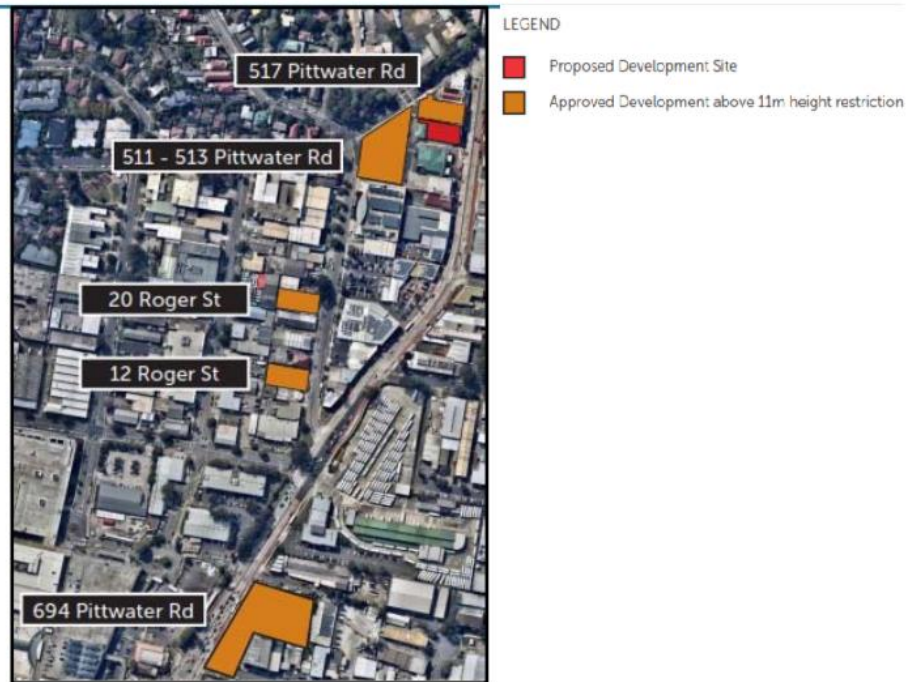 LEGEND
Proposed Development Site
Approved Development above 11m height restriction
517 Pittwater Rd
511 - 513 Pittwater Rd
20 Roger St
12 Roger St
694 Pittwater Rd